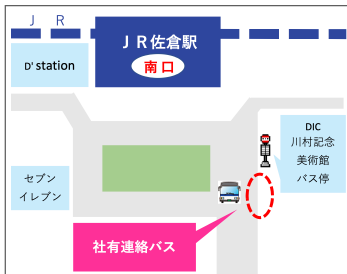 J R
JR佐倉駅
南口
D' station
DIC
川村記念
美術館
バス停
セブン
イレブン
社有連絡バス